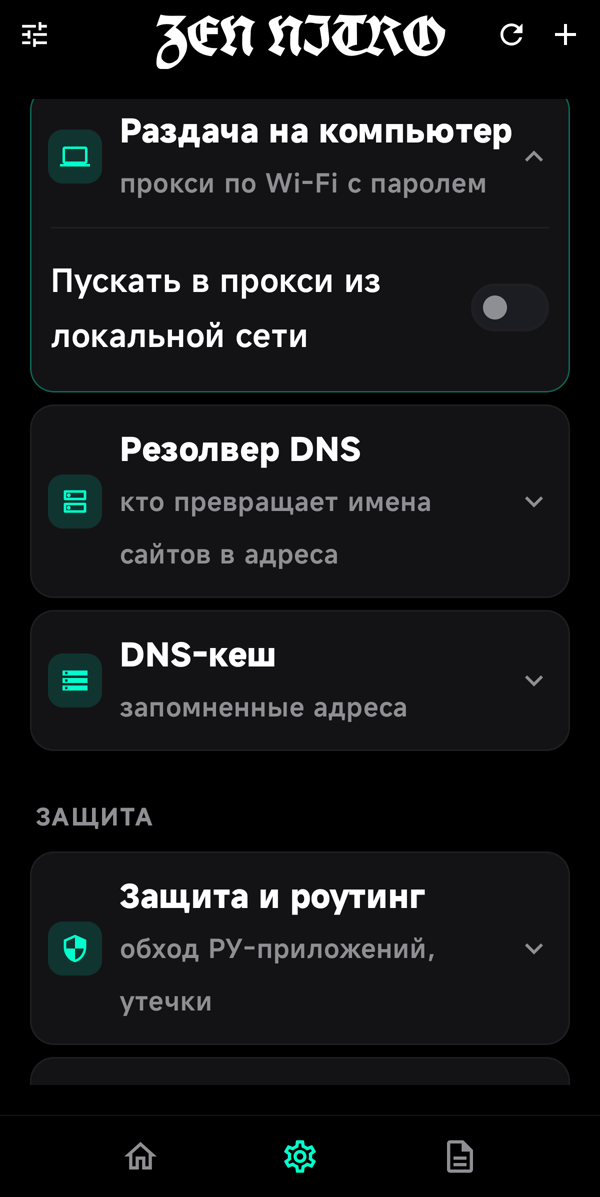 ZEN NITRO
Раздача на компьютер
прокси по Wi-Fi с паролем
Пускать в прокси из
локальной сети
Резолвер DNS
кто превращает имена
сайтов в адреса
DNS-кеш
запомненные адреса
ЗАЩИТА
Защита и роутинг
обход РУ-приложений,
утечки